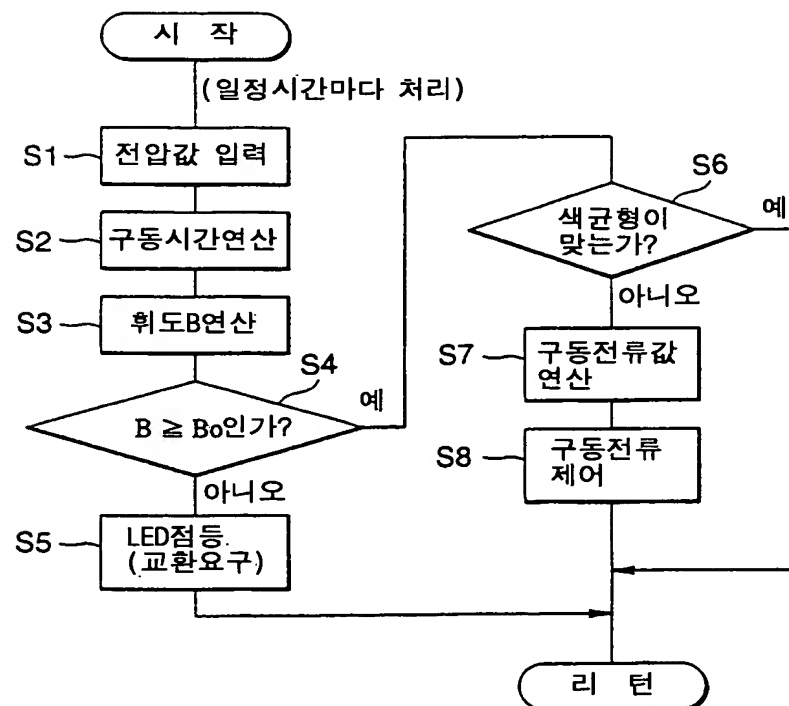 시 작
(일정시간마다 처리)
S1
전압값 입력
S2
구동시간연산
S3
휘도B연산
S4
B ≧ Bo인가?
예
아니오
S5
LED점등
(교환요구)
S6
색균형이
맞는가?
예
아니오
S7
구동전류값
연산
S8
구동전류
제어
리 턴